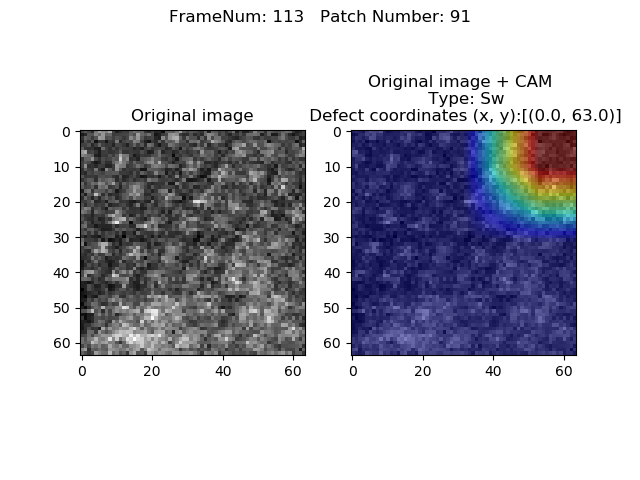 FrameNum: 113   Patch Number: 91
Original image
Original image + CAM
Type: Sw
Defect coordinates (x, y):[(0.0, 63.0)]
0
10
20
30
40
50
60
0 20 40 60
0
10
20
30
40
50
60
0 20 40 60